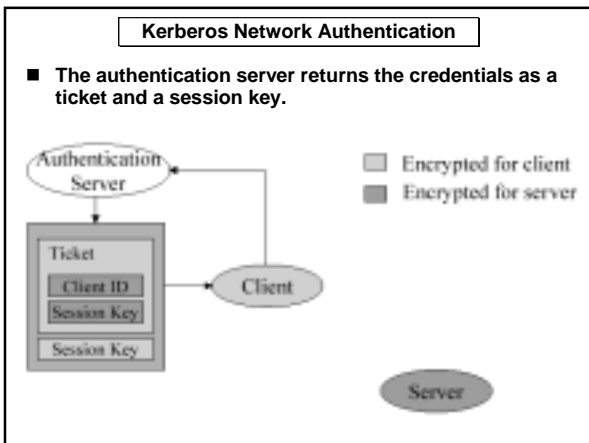 Kerberos Network Authentication
■ The authentication server returns the credentials as a
ticket and a session key.
Authentication
Server
Encrypted for client
Encrypted for server
Ticket
Client ID
Session Key
Session Key
Client
Server